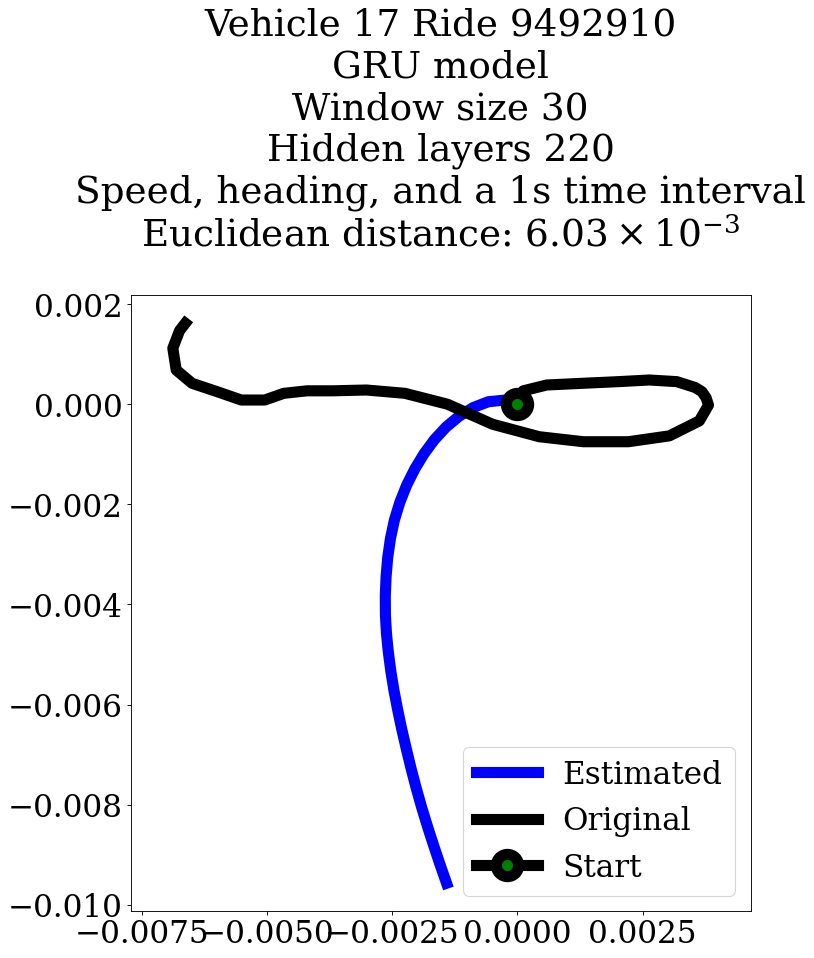 Vehicle 17 Ride 9492910
GRU model
Window size 30
Hidden layers 220
Speed, heading, and a 1s time interval
Euclidean distance: 6.03 × 10⁻³
0.002
0.000
−0.002
−0.004
−0.006
−0.008
−0.010
Estimated
Original
Start
−0.0075 −0.0050 −0.0025 0.0000 0.0025